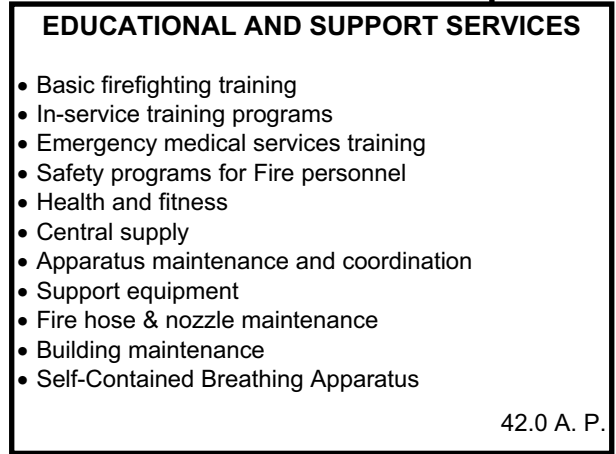 EDUCATIONAL AND SUPPORT SERVICES
• Basic firefighting training
• In-service training programs
• Emergency medical services training
• Safety programs for Fire personnel
• Health and fitness
• Central supply
• Apparatus maintenance and coordination
• Support equipment
• Fire hose & nozzle maintenance
• Building maintenance
• Self-Contained Breathing Apparatus
42.0 A. P.